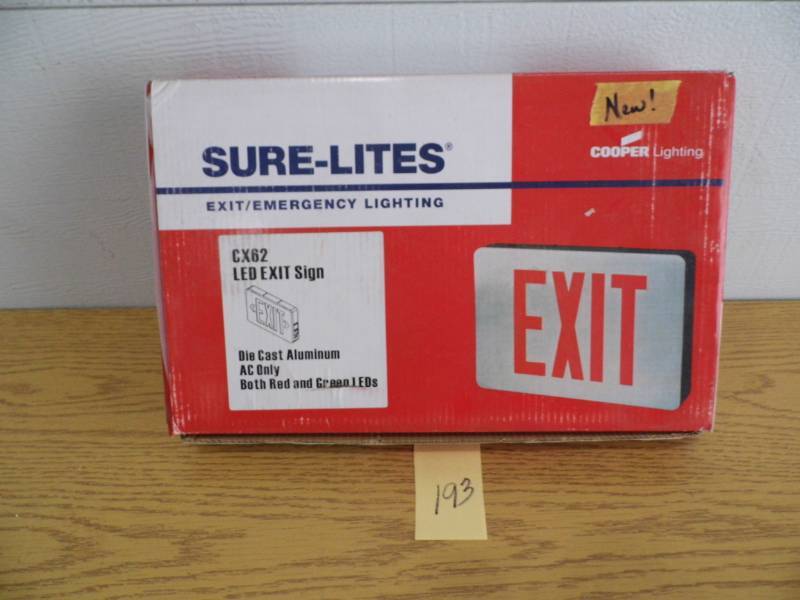 New!
COOPER Lighting
SURE-LITES®
EXIT/EMERGENCY LIGHTING
CX62
LED EXIT Sign
EXIT
Die Cast Aluminum
AC Only
Both Red and Green LEDs
EXIT
193